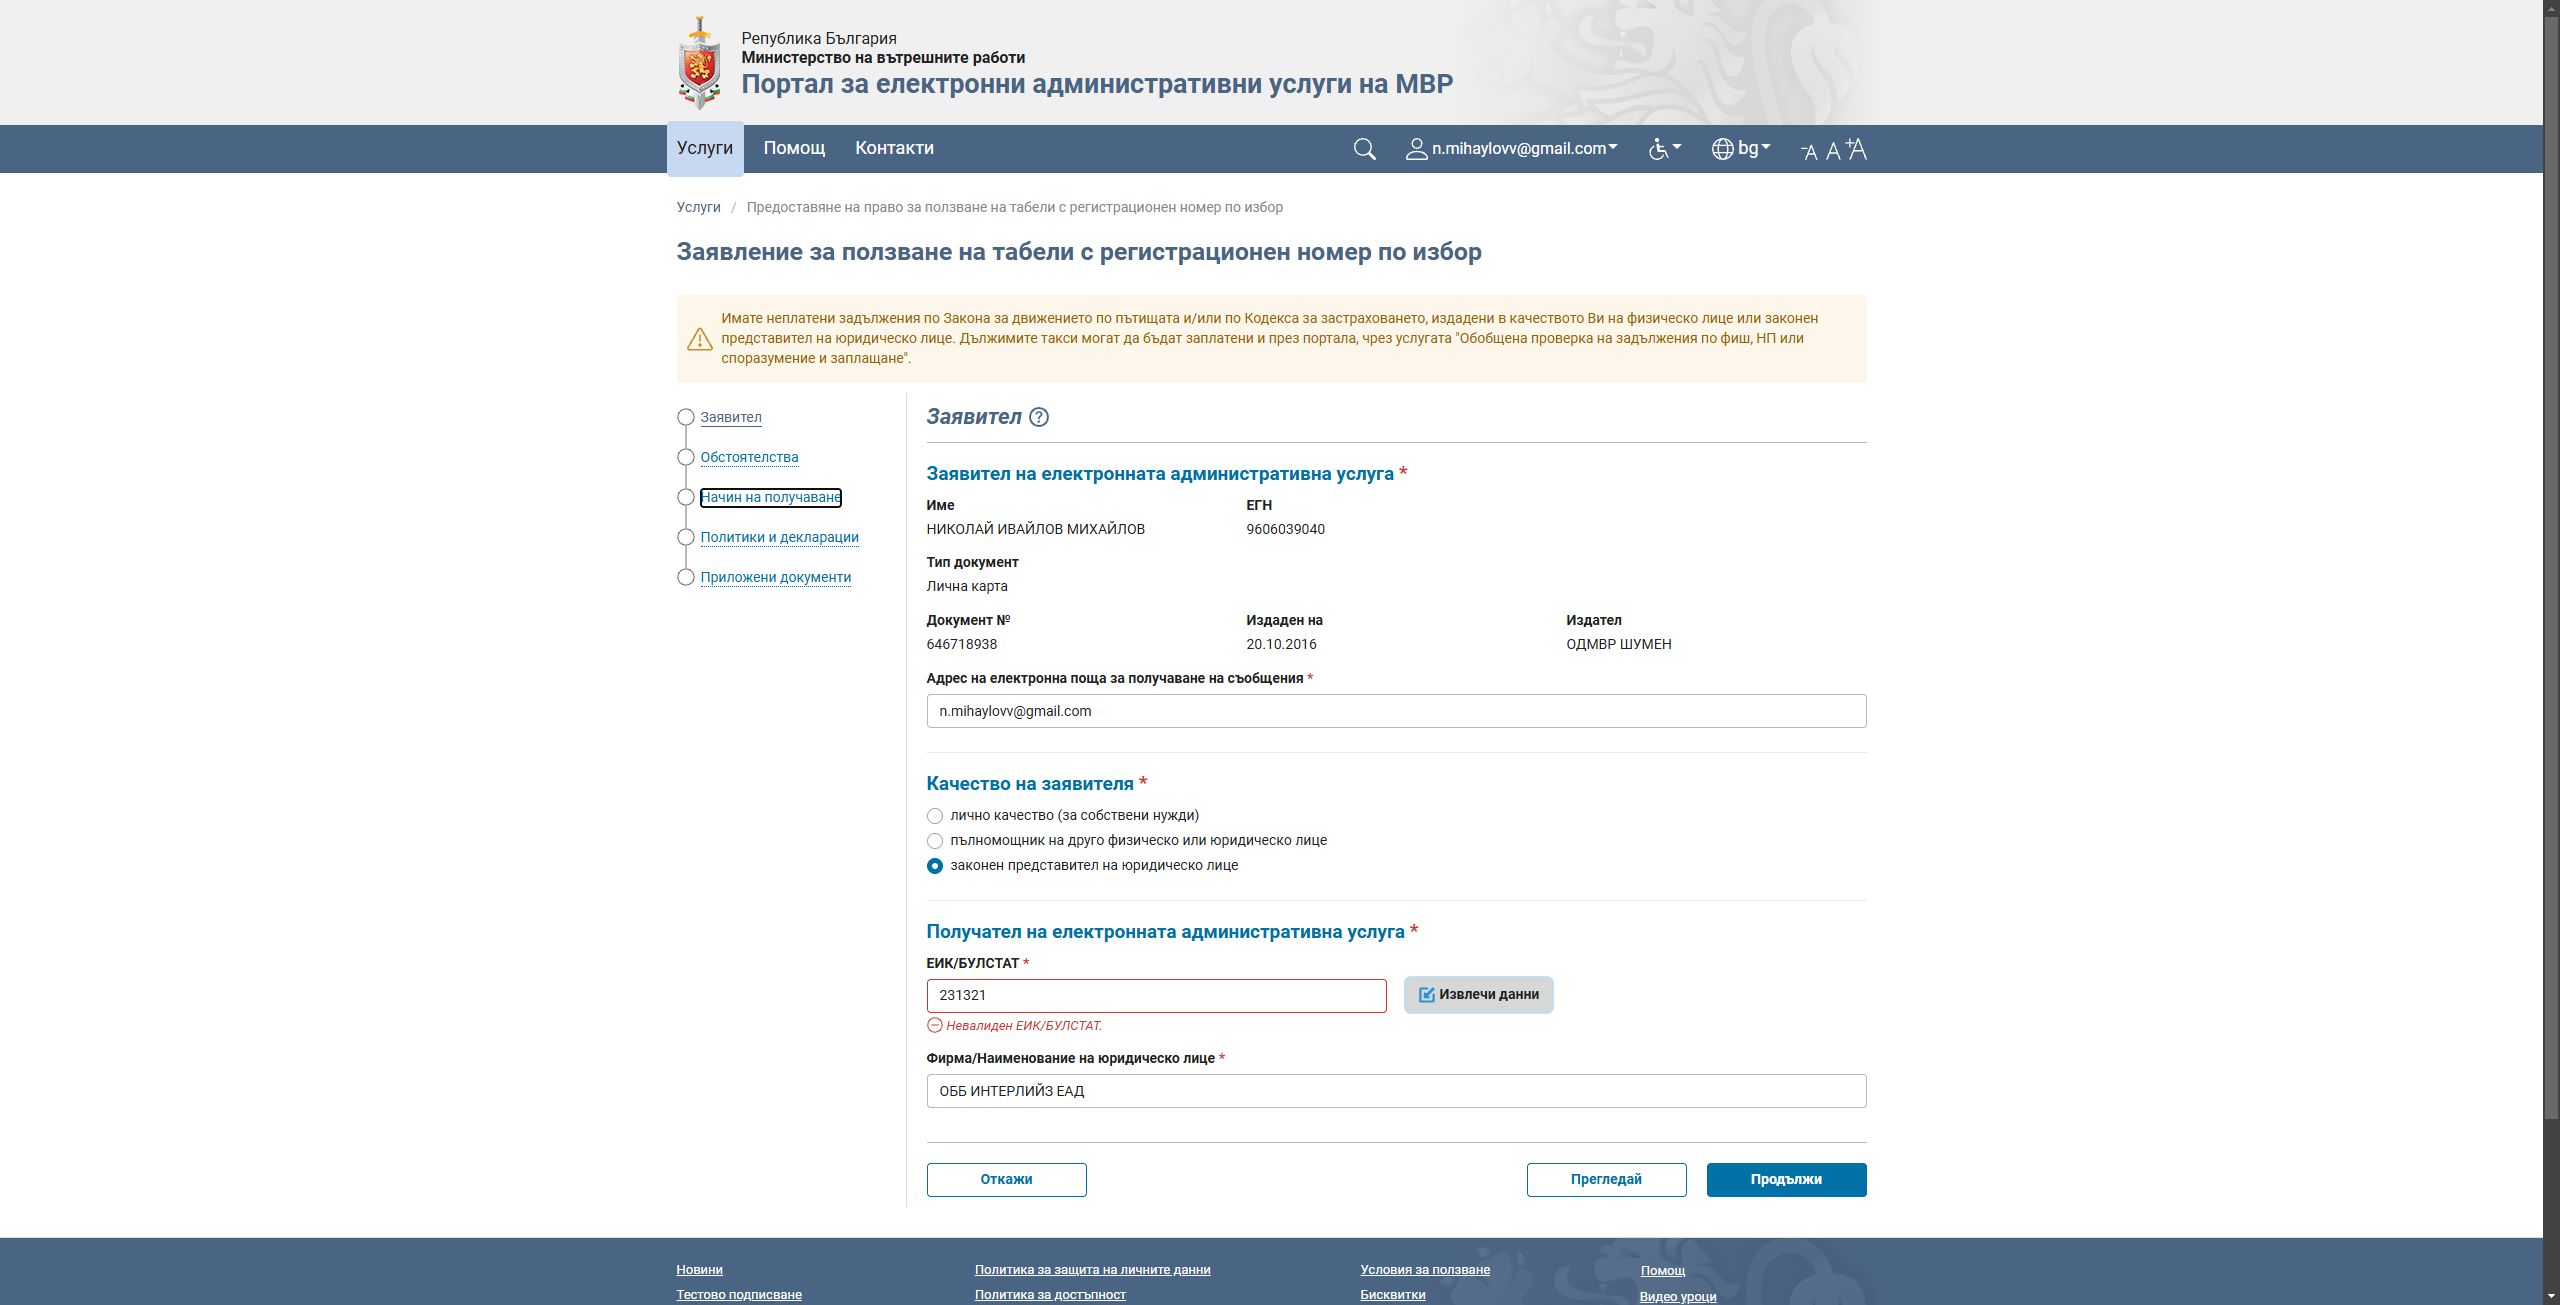 Република България
Министерство на вътрешните работи
Портал за електронни административни услуги на МВР
Услуги
Помощ
Контакти
n.mihaylovv@gmail.com
bg
-A A +A
Услуги / Предоставяне на право за ползване на табели с регистрационен номер по избор
Заявление за ползване на табели с регистрационен номер по избор
Имате неплатени задължения по Закона за движението по пътищата и/или по Кодекса за застраховането, издадени в качеството Ви на физическо лице или законен
представител на юридическо лице. Дължимите такси могат да бъдат заплатени и през портала, чрез услугата "Обобщена проверка на задължения по фиш, НП или
споразумение и заплащане".
Заявител
Обстоятелства
Начин на получаване
Политики и декларации
Приложени документи
Заявител ?
Заявител на електронната административна услуга *
Име
ЕГН
НИКОЛАЙ ИВАЙЛОВ МИХАЙЛОВ
9606039040
Тип документ
Лична карта
Документ №
Издаден на
Издател
646718938
20.10.2016
ОДМВР ШУМЕН
Адрес на електронна поща за получаване на съобщения *
n.mihaylovv@gmail.com
Качество на заявителя *
лично качество (за собствени нужди)
пълномощник на друго физическо или юридическо лице
законен представител на юридическо лице
Получател на електронната административна услуга *
ЕИК/БУЛСТАТ *
231321
Извлечи данни
Невалиден ЕИК/БУЛСТАТ.
Фирма/Наименование на юридическо лице *
ОББ ИНТЕРЛИЙЗ ЕАД
Откажи
Прегледай
Продължи
Новини
Политика за защита на личните данни
Условия за ползване
Помощ
Тестово подписване
Политика за достъпност
Бисквитки
Видео уроци